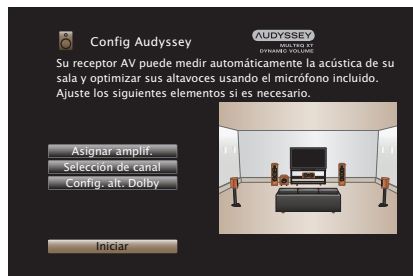 Config Audyssey
AUDYSSEY
MULTEQ XT
DYNAMIC VOLUME
Su receptor AV puede medir automáticamente la acústica de su
sala y optimizar sus altavoces usando el micrófono incluido.
Ajuste los siguientes elementos si es necesario.
Asignar amplif.
Selección de canal
Config. alt. Dolby
Iniciar